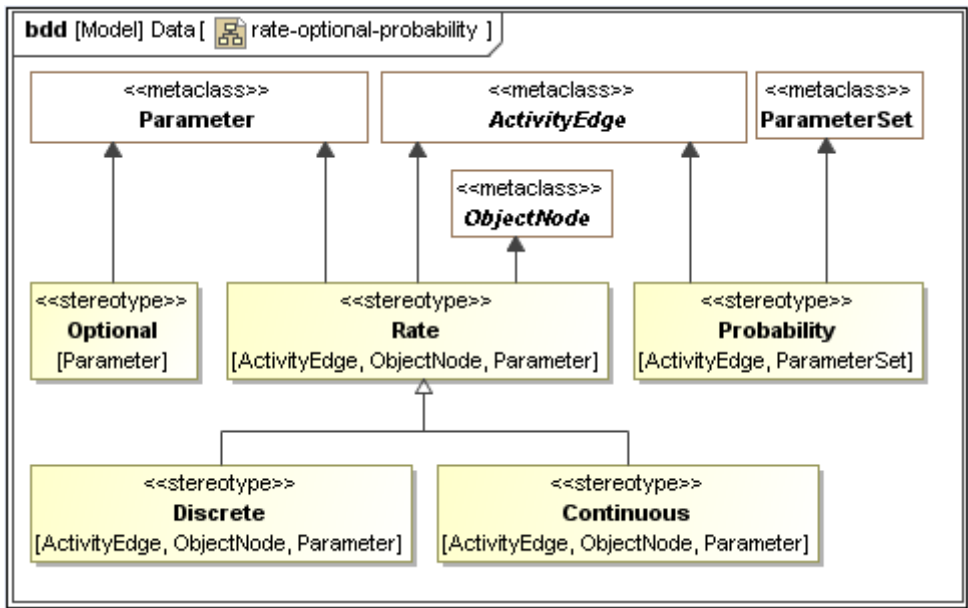 bdd [Model] Data [ rate-optional-probability ]
<<metaclass>>
Parameter
<<metaclass>>
ActivityEdge
<<metaclass>>
ParameterSet
<<metaclass>>
ObjectNode
<<stereotype>>
Optional
[Parameter]
<<stereotype>>
Rate
[ActivityEdge, ObjectNode, Parameter]
<<stereotype>>
Probability
[ActivityEdge, ParameterSet]
<<stereotype>>
Discrete
[ActivityEdge, ObjectNode, Parameter]
<<stereotype>>
Continuous
[ActivityEdge, ObjectNode, Parameter]